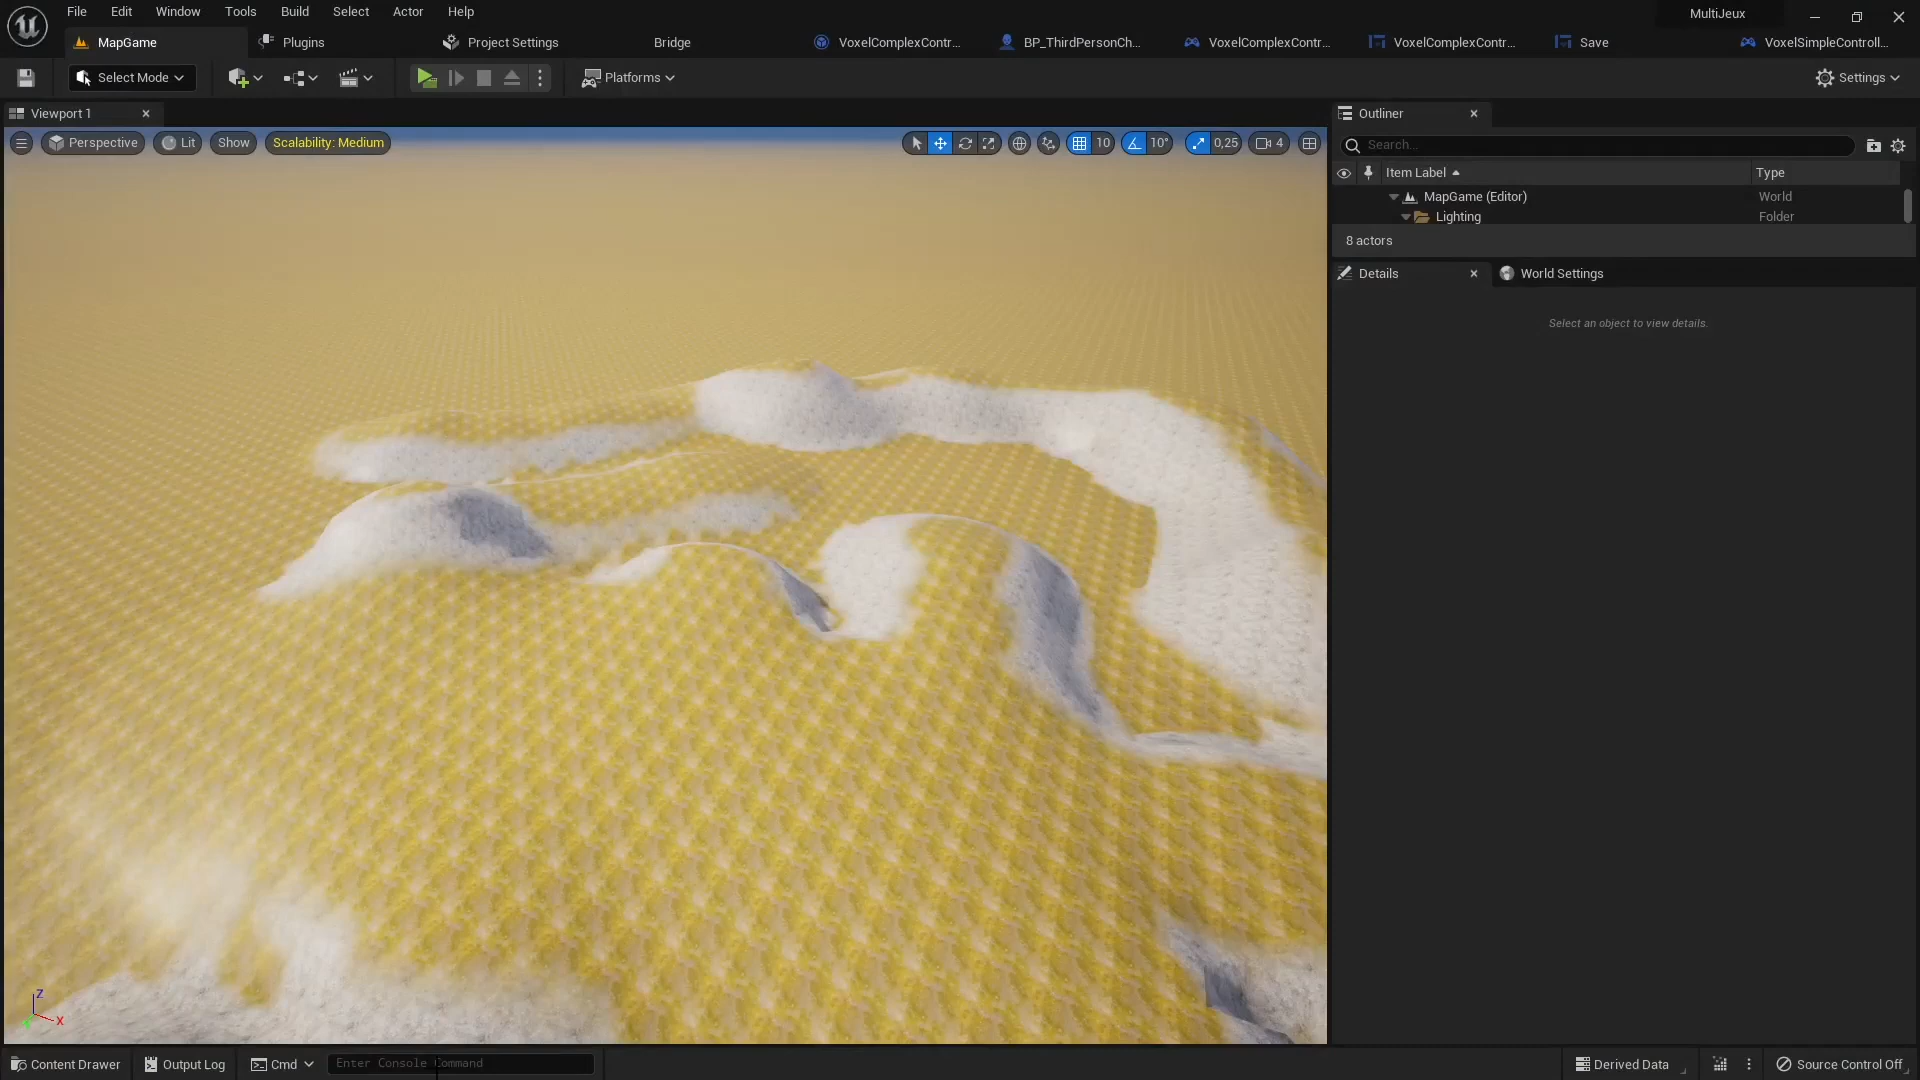 File Edit Window Tools Build Select Actor Help MultiJeux
MapGame Plugins Project Settings Bridge VoxelComplexContr... BP_ThirdPersonCh... VoxelComplexContr... VoxelComplexContr... Save VoxelSimpleControll...
Select Mode Platforms Settings
Viewport 1 Outliner
Perspective Lit Show Scalability: Medium 10 10° 0,25 4 Search...
Item Label Type
MapGame (Editor) World
Lighting Folder
8 actors
Details World Settings
Select an object to view details.
Z
X
Content Drawer Output Log Cmd Enter Console Command Derived Data Source Control Off